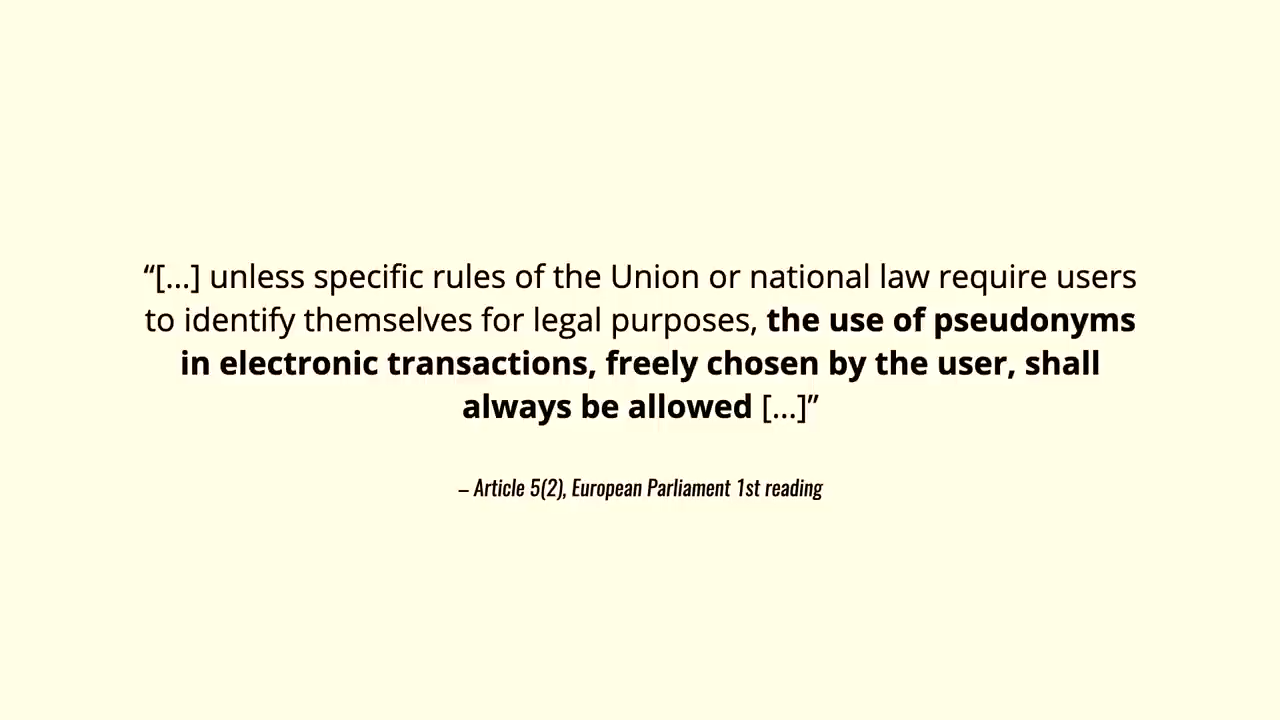 “[...] unless specific rules of the Union or national law require users
to identify themselves for legal purposes, the use of pseudonyms
in electronic transactions, freely chosen by the user, shall
always be allowed [...]”
– Article 5(2), European Parliament 1st reading